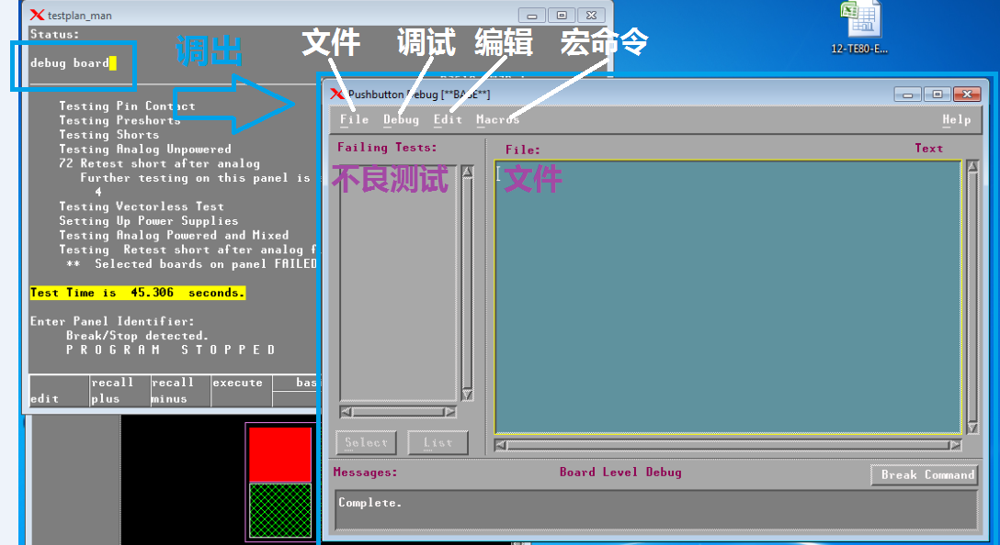 testplan_man
Status:
debug board
调出
文件 调试 编辑 宏命令
12-TE80-E...
Testing Pin Contact
Testing Preshorts
Testing Shorts
Testing Analog Unpowered
72 Retest short after analog
Further testing on this panel is
4
Testing Vectorless Test
Setting Up Power Supplies
Testing Analog Powered and Mixed
Testing Retest short after analog f
** Selected boards on panel FAILED
Test Time is 45.306 seconds.
Enter Panel Identifier:
Break/Stop detected.
P R O G R A M S T O P P E D
edit
recall plus
recall minus
execute
bas
Pushbutton Debug [**BASE**]
File Debug Edit Macros Help
Failing Tests:
不良测试
File: Text
文件
Select List
Messages: Board Level Debug Break Command
Complete.